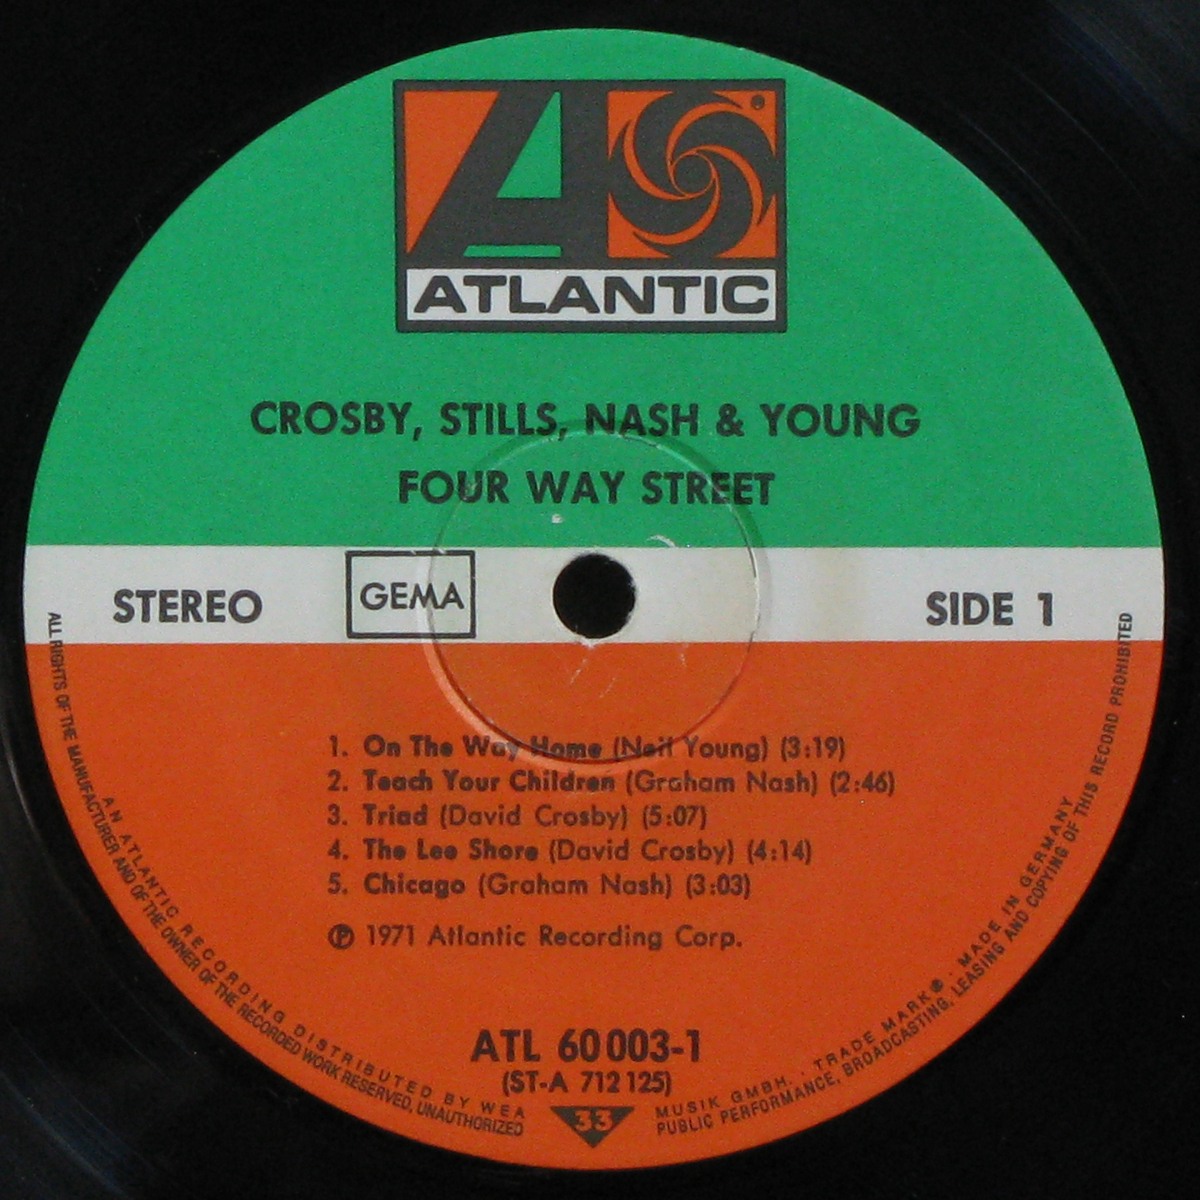 ATLANTIC
CROSBY, STILLS, NASH & YOUNG
FOUR WAY STREET
STEREO GEMA SIDE 1
1. On The Way Home (Neil Young) (3:19)
2. Teach Your Children (Graham Nash) (2:46)
3. Triad (David Crosby) (5:07)
4. The Lee Shore (David Crosby) (4:14)
5. Chicago (Graham Nash) (3:03)
℗ 1971 Atlantic Recording Corp.
ATL 60 003-1
(ST-A 712 125)
33
AN ATLANTIC RECORDING DISTRIBUTED BY WEA MUSIK GMBH. · TRADE MARK® · MADE IN GERMANY
ALL RIGHTS OF THE MANUFACTURER AND OF THE OWNER OF THE RECORDED WORK RESERVED, UNAUTHORIZED PUBLIC PERFORMANCE, BROADCASTING, LEASING AND COPYING OF THIS RECORD PROHIBITED